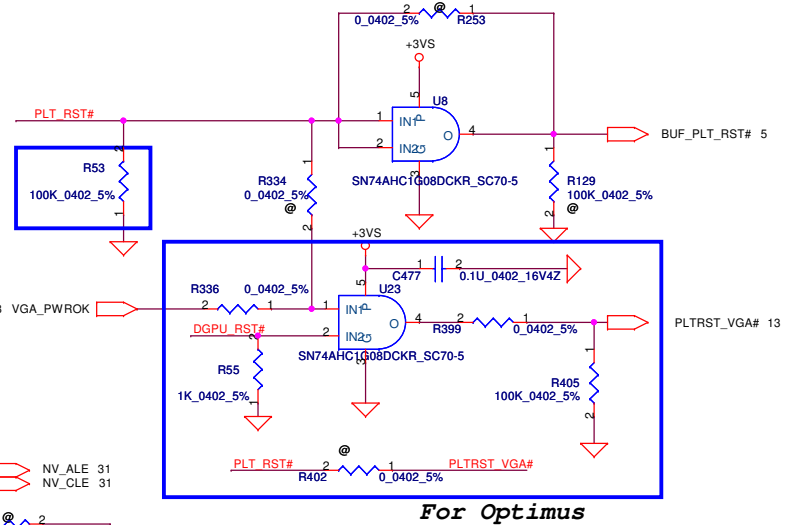 2 @ 1
0_0402_5% R253
+3VS
5
U8
PLT_RST#
1 IN1 P
O 4
BUF_PLT_RST# 5
2 IN2 G
3
2
R53
100K_0402_5%
1
1
R334
0_0402_5%
@
2
SN74AHC1G08DCKR_SC70-5
1
R129
100K_0402_5%
@
2
+3VS
C477 1 2 0.1U_0402_16V4Z
5
U23
R336 0_0402_5%
3 VGA_PWROK
2 1
1 IN1 P
O 4
2 1
R399 0_0402_5%
PLTRST_VGA# 13
DGPU_RST#
2 IN2 G
3
SN74AHC1G08DCKR_SC70-5
2
R55
1K_0402_5%
1
1
R405
100K_0402_5%
2
@
PLT_RST# 2 1 PLTRST_VGA#
R402 0_0402_5%
NV_ALE 31
NV_CLE 31
For Optimus
@ 2